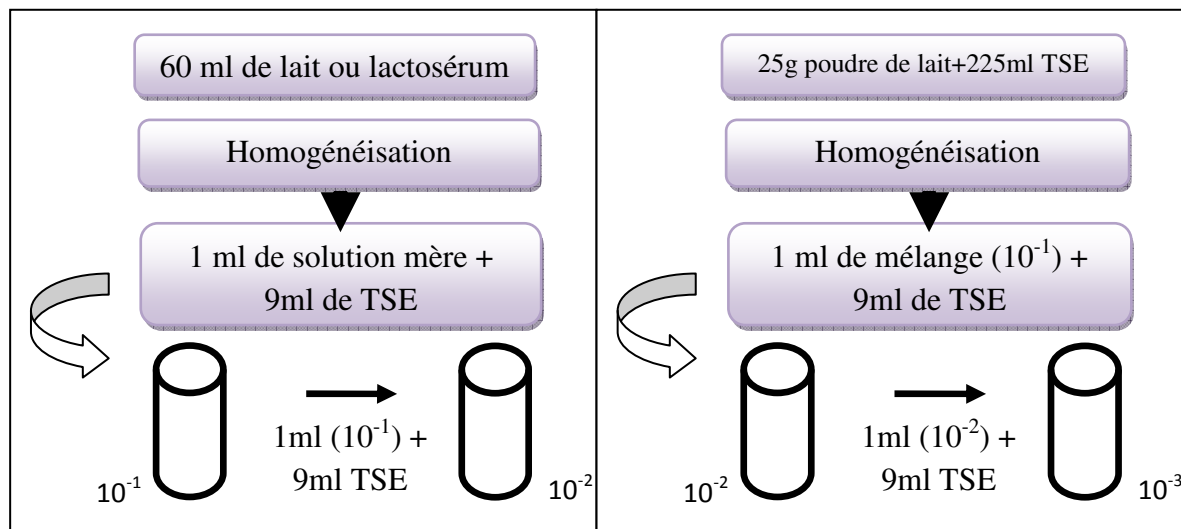 60 ml de lait ou lactosérum
Homogénéisation
1 ml de solution mère +
9ml de TSE
1ml (10⁻¹) +
9ml TSE
10⁻¹
10⁻²
25g poudre de lait+225ml TSE
Homogénéisation
1 ml de mélange (10⁻¹) +
9ml de TSE
1ml (10⁻²) +
9ml TSE
10⁻²
10⁻³